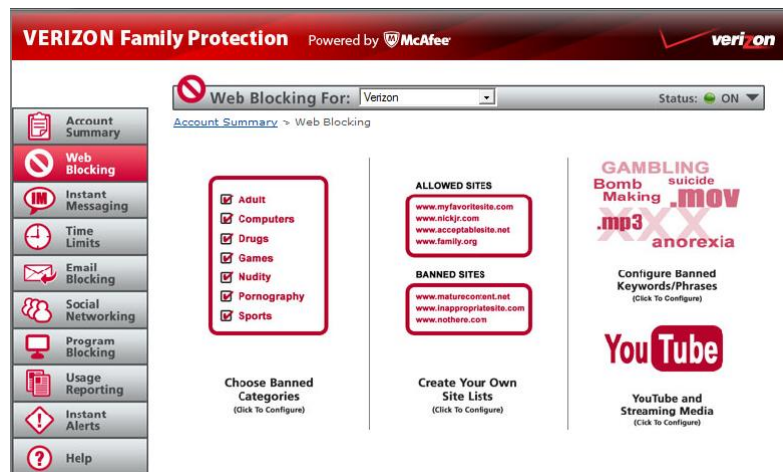 VERIZON Family Protection Powered by McAfee
verizon
Web Blocking For: Verizon
Status: ON
Account Summary > Web Blocking
Account
Summary
Web
Blocking
IM
Instant
Messaging
Time
Limits
Email
Blocking
Social
Networking
Program
Blocking
Usage
Reporting
Instant
Alerts
? Help
Adult
Computers
Drugs
Games
Nudity
Pornography
Sports
Choose Banned
Categories
(Click To Configure)
ALLOWED SITES
www.myfavoritesite.com
www.nickjr.com
www.acceptablesite.net
www.family.org
BANNED SITES
www.maturecontent.net
www.inappropriatesite.com
www.nothere.com
Create Your Own
Site Lists
(Click To Configure)
GAMBLING
Bomb
Making
suicide
.mov
.mp3
XXX
anorexia
Configure Banned
Keywords/Phrases
(Click To Configure)
YouTube
YouTube and
Streaming Media
(Click To Configure)